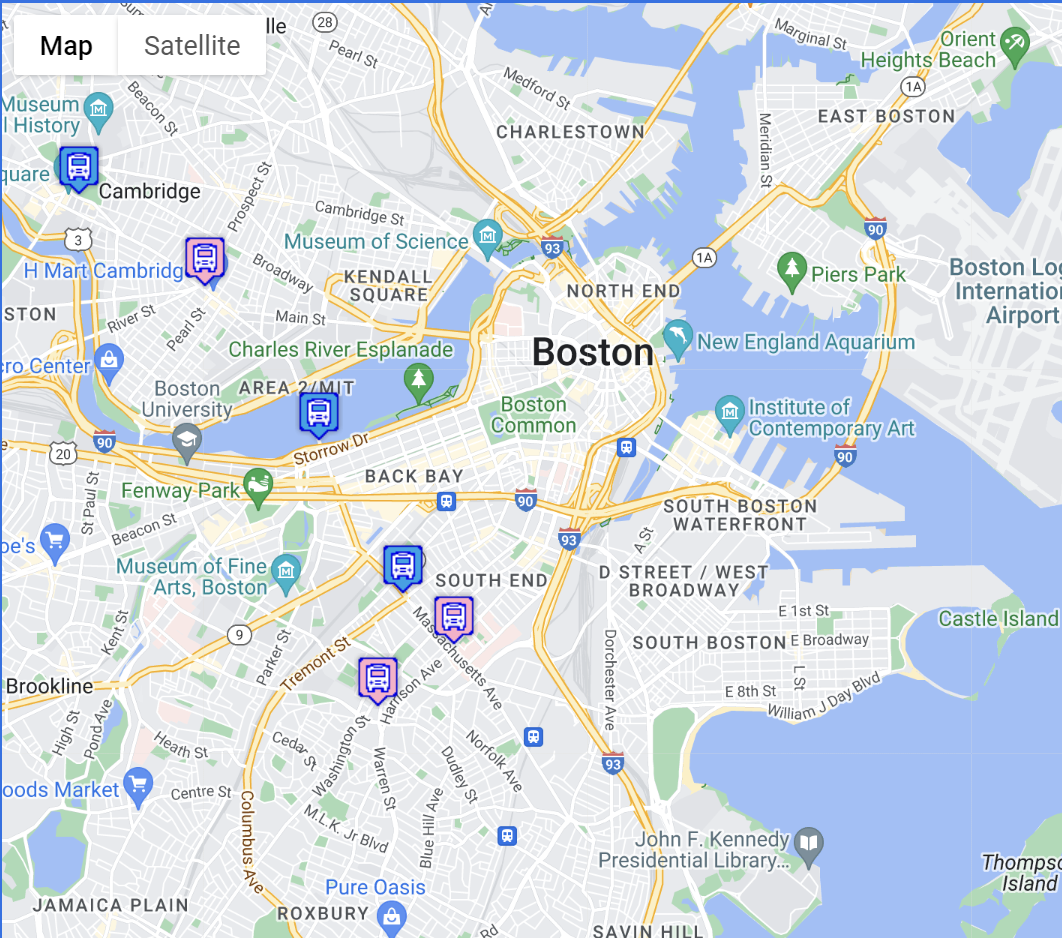 Map
Satellite
28
Pearl St
Marginal St
Orient
Heights Beach
1A
Medford St
Beacon St
Museum
l History
CHARLESTOWN
EAST BOSTON
Meridian St
quare
Cambridge
Prospect St
Cambridge St
3
Museum of Science
93
90
1A
H Mart Cambridg
Broadway
KENDALL
SQUARE
NORTH END
Piers Park
Boston Log
Internation
Airport
STON
River St
Pearl St
Main St
Charles River Esplanade
Boston
New England Aquarium
cro Center
Boston
University
AREA 2/MIT
Boston
Common
Institute of
Contemporary Art
90
20
Storrow Dr
90
BACK BAY
Fenway Park
St Paul St
Beacon St
90
SOUTH BOSTON
WATERFRONT
93
A St
oe's
Museum of Fine
Arts, Boston
SOUTH END
D STREET / WEST
BROADWAY
E 1st St
Castle Island
9
Kent St
Parker St
Tremont St
Massachusetts Ave
Harrison Ave
Dorchester Ave
SOUTH BOSTON
E Broadway
L St
E 8th St
William J Day Blvd
Brookline
High St
Pond Ave
Heath St
Cedar St
Washington St
Warren St
Dudley St
Norfolk Ave
93
oods Market
Centre St
M.L.K. Jr Blvd
Blue Hill Ave
Columbus Ave
John F. Kennedy
Presidential Library...
Thompso
Island
JAMAICA PLAIN
Pure Oasis
ROXBURY
Rd
SAVIN HILL